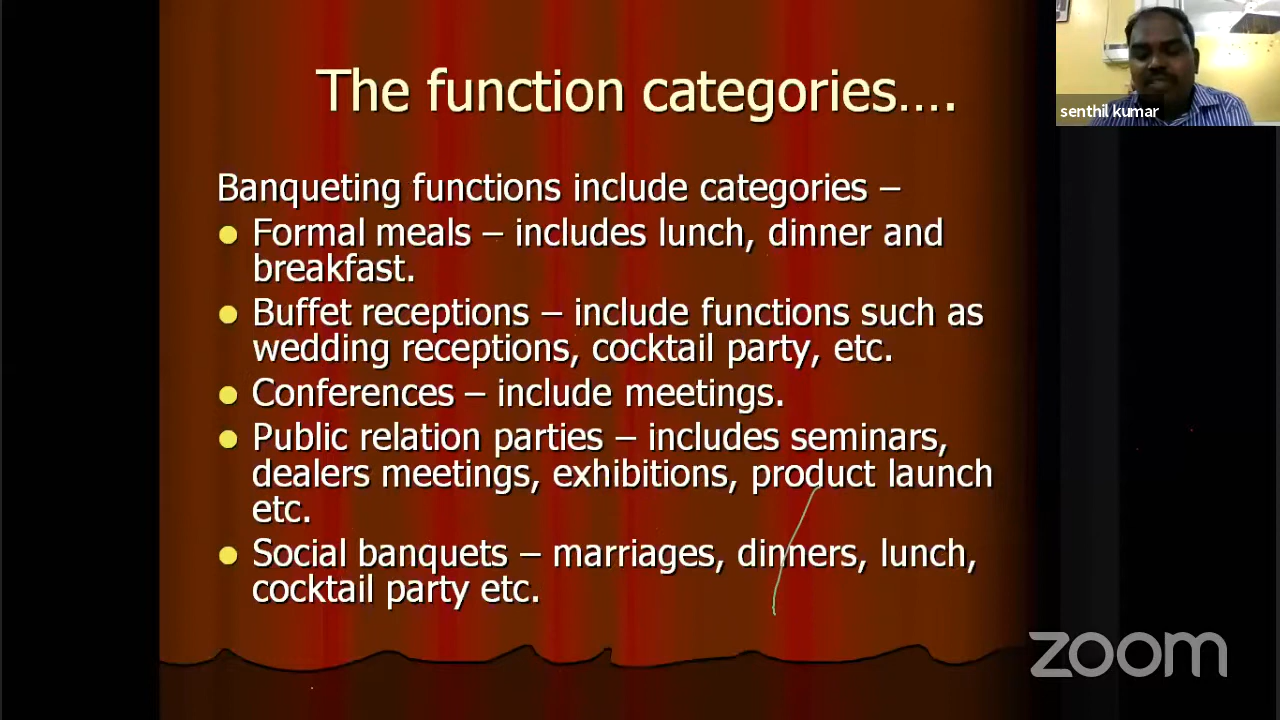 The function categories....
senthil kumar
Banqueting functions include categories –
Formal meals – includes lunch, dinner and
breakfast.
Buffet receptions – include functions such as
wedding receptions, cocktail party, etc.
Conferences – include meetings.
Public relation parties – includes seminars,
dealers meetings, exhibitions, product launch
etc.
Social banquets – marriages, dinners, lunch,
cocktail party etc.
zoom